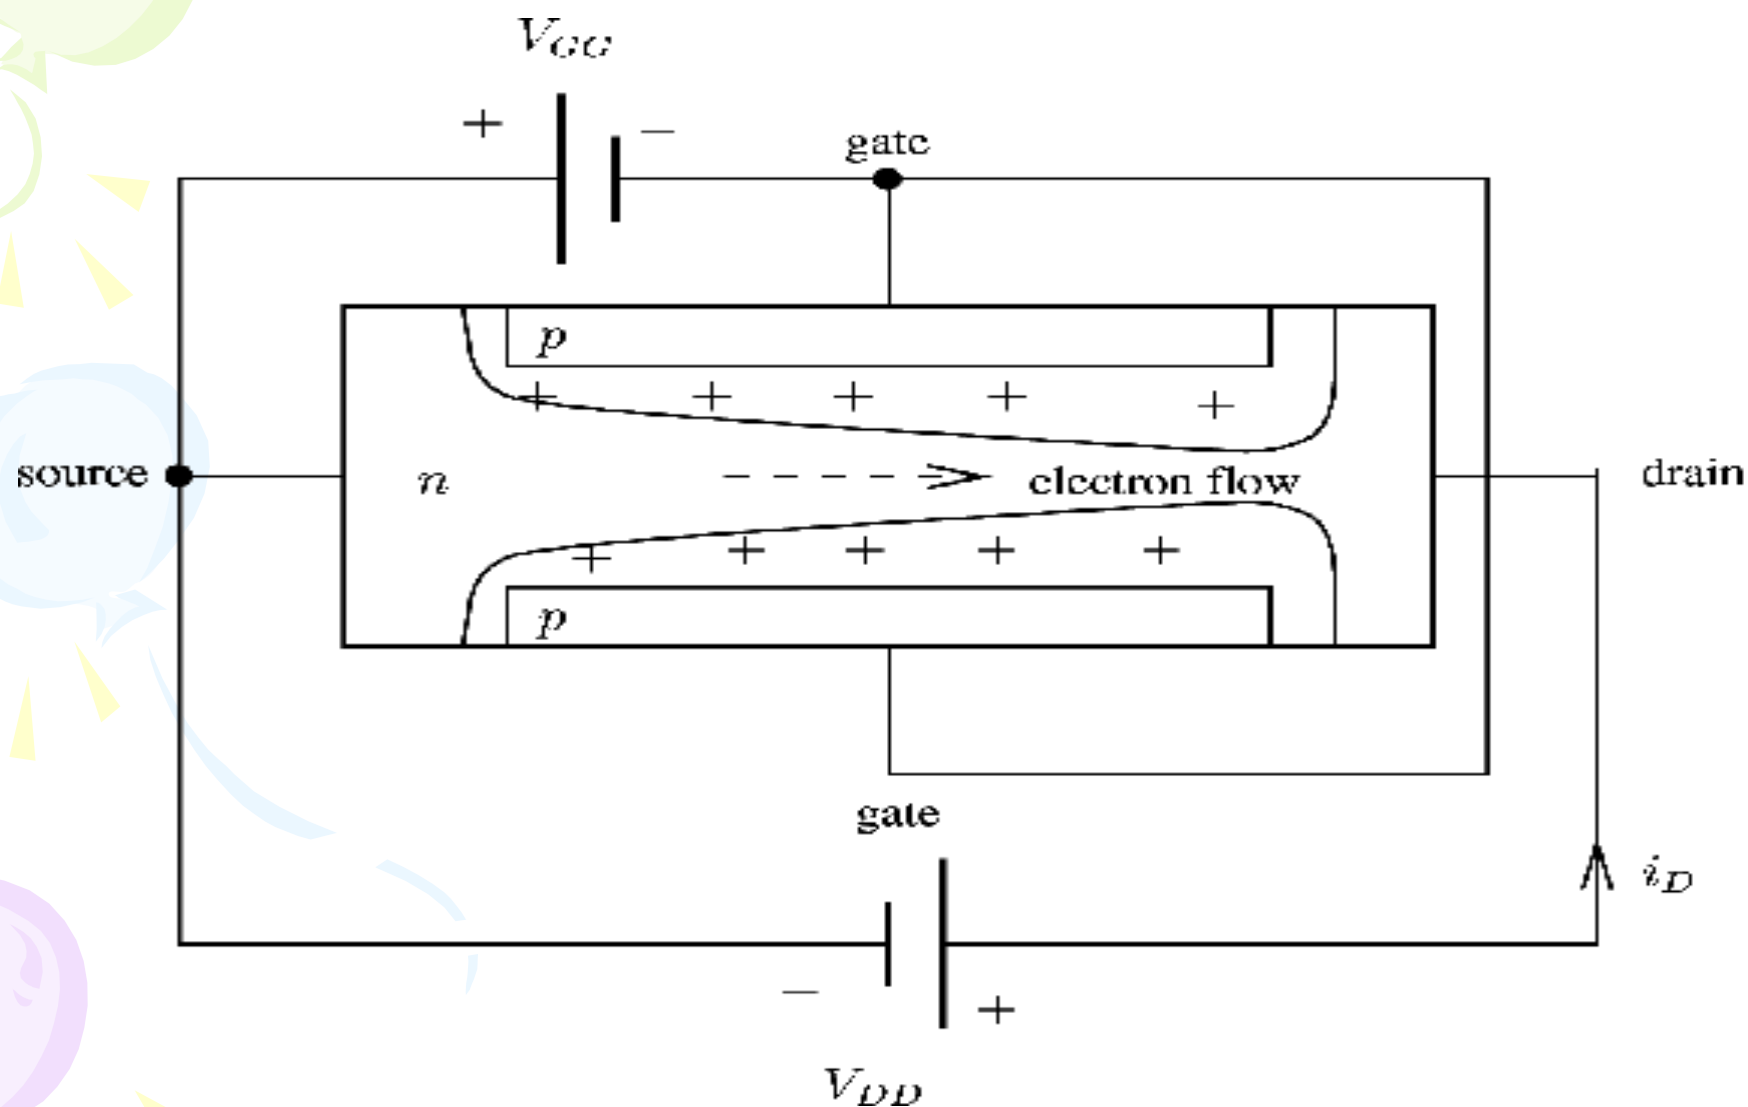 V_GG
+ −
gate
p
+ + + + +
source n electron flow drain
+ + + + +
p
gate
i_D
− +
V_DD